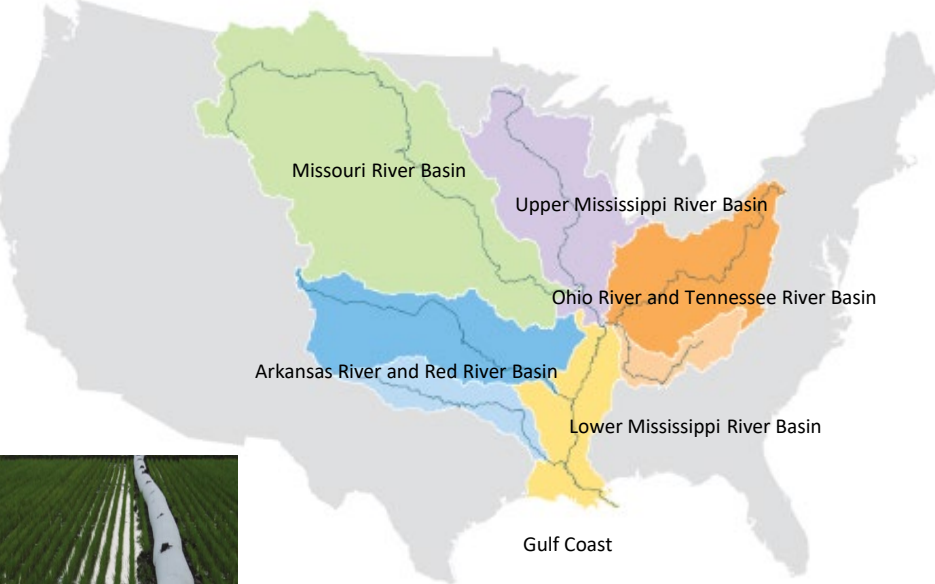 Missouri River Basin
Upper Mississippi River Basin
Ohio River and Tennessee River Basin
Arkansas River and Red River Basin
Lower Mississippi River Basin
Gulf Coast